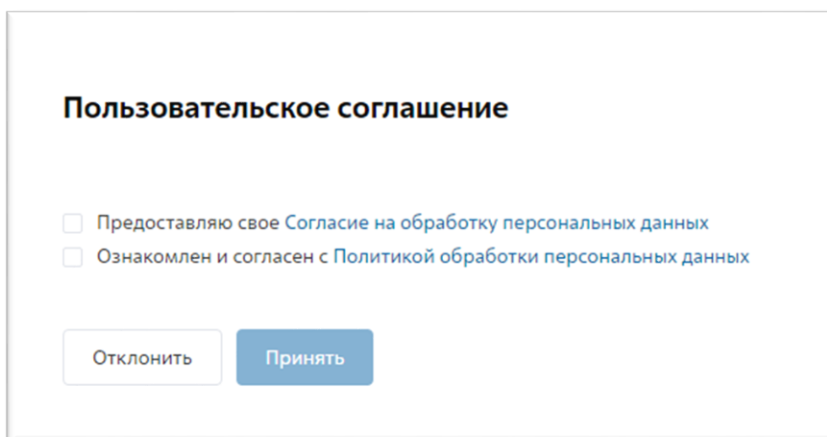 Пользовательское соглашение
Предоставляю свое Согласие на обработку персональных данных
Ознакомлен и согласен с Политикой обработки персональных данных
Отклонить Принять